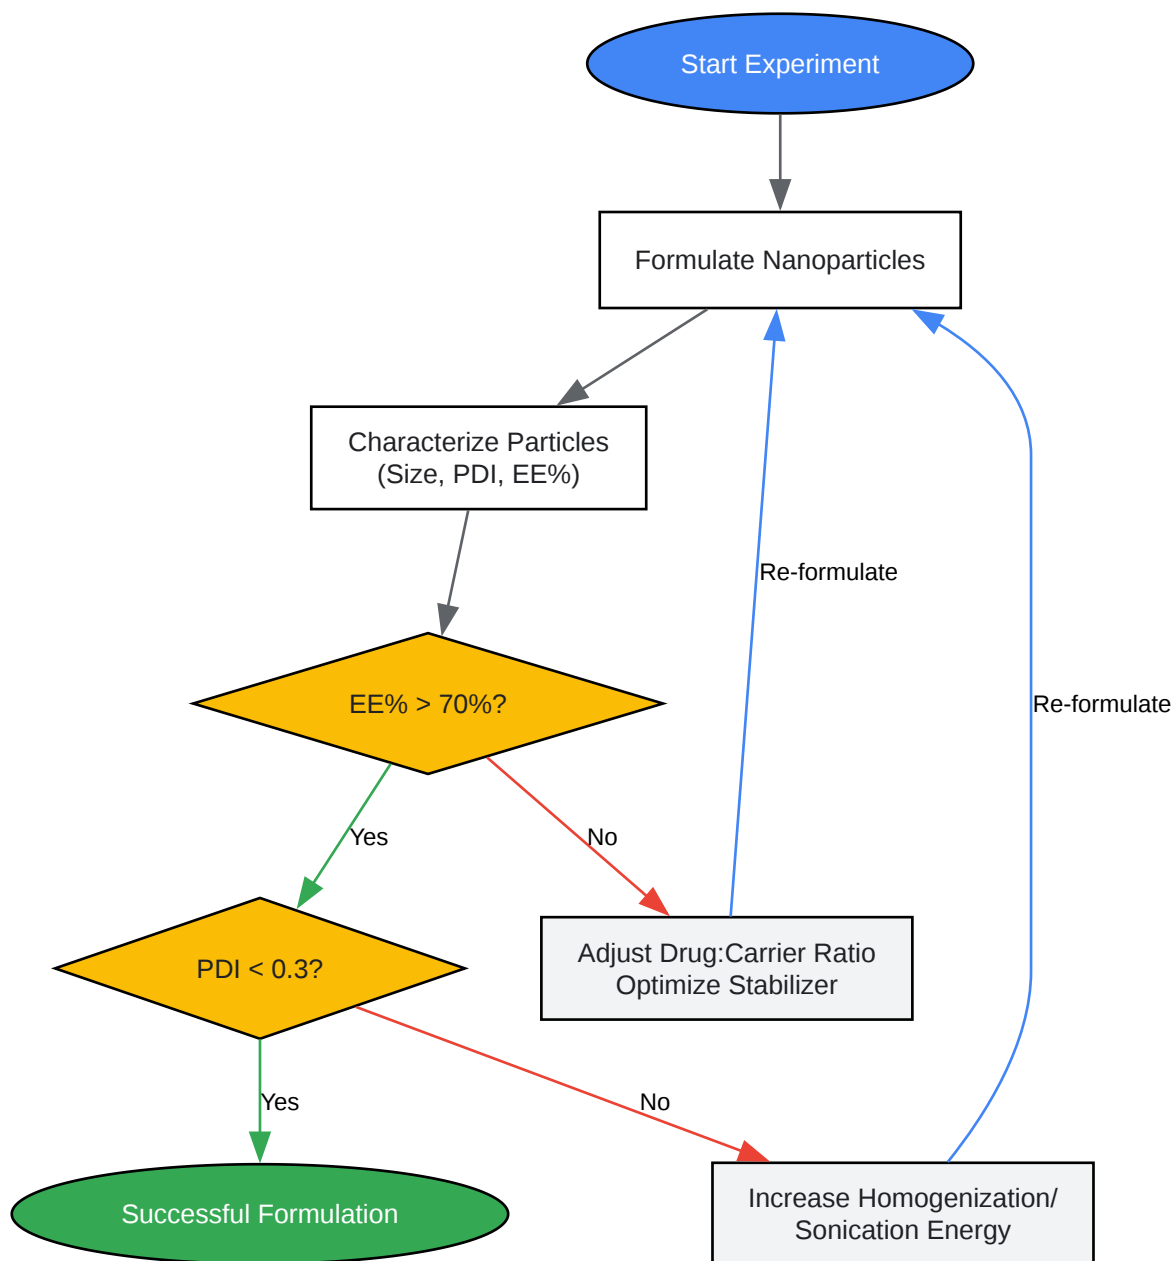 Start Experiment
Formulate Nanoparticles
Characterize Particles
(Size, PDI, EE%)
Re-formulate
EE% > 70%?
Re-formulate
Yes
No
PDI < 0.3?
Adjust Drug:Carrier Ratio
Optimize Stabilizer
Yes
No
Successful Formulation
Increase Homogenization/
Sonication Energy